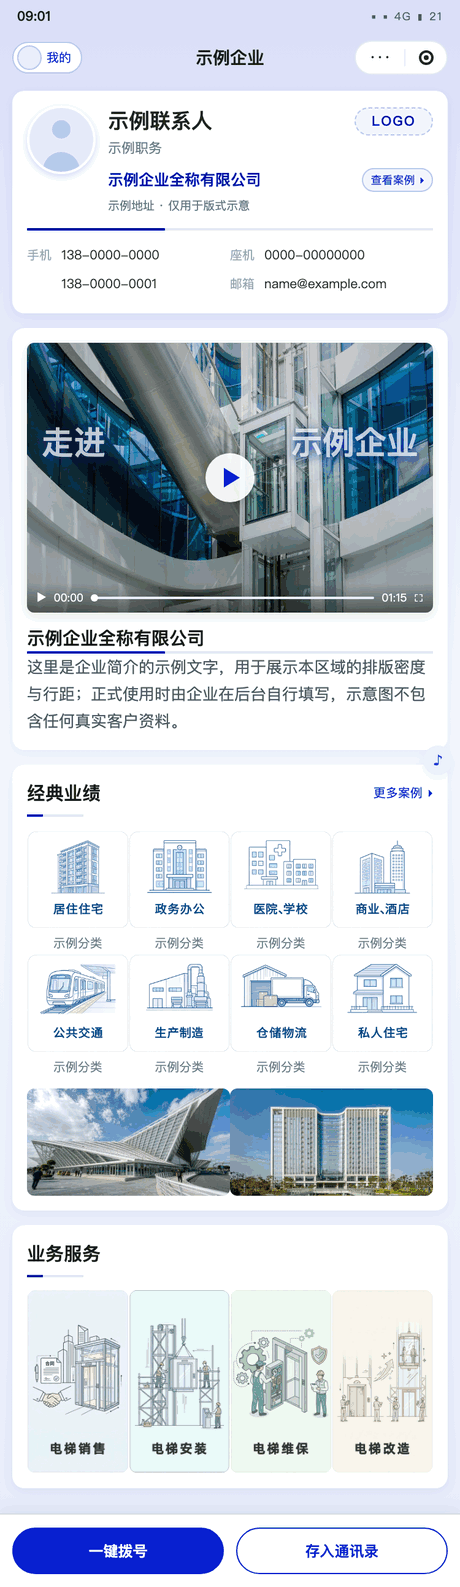 09:01
4G 21
我的
示例企业
示例联系人
LOGO
示例职务
示例企业全称有限公司
查看案例
示例地址 · 仅用于版式示意
手机 138-0000-0000
座机 0000-00000000
138-0000-0001
邮箱 name@example.com
走进 示例企业
00:00 01:15
示例企业全称有限公司
这里是企业简介的示例文字，用于展示本区域的排版密度
与行距；正式使用时由企业在后台自行填写，示意图不包
含任何真实客户资料。
经典业绩
更多案例
居住住宅 政务办公 医院、学校 商业、酒店
示例分类 示例分类 示例分类 示例分类
公共交通 生产制造 仓储物流 私人住宅
示例分类 示例分类 示例分类 示例分类
业务服务
合同
电梯销售 电梯安装 电梯维保 电梯改造
一键拨号
存入通讯录